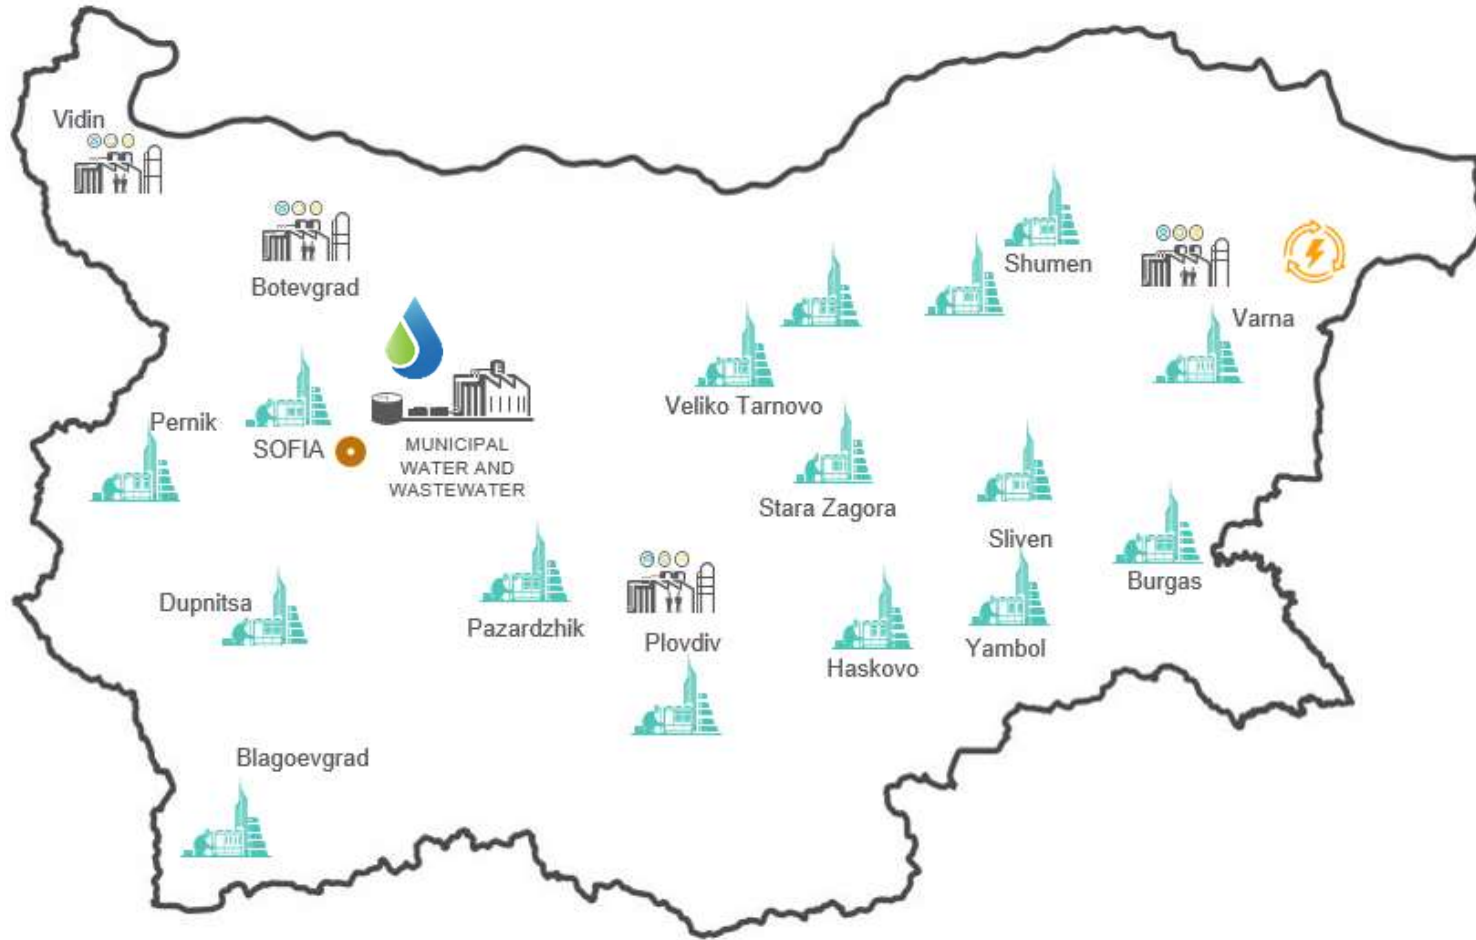 Vidin
Botevgrad
Shumen
Varna
Veliko Tarnovo
Pernik
SOFIA
MUNICIPAL
WATER AND
WASTEWATER
Stara Zagora
Sliven
Burgas
Dupnitsa
Pazardzhik
Plovdiv
Haskovo
Yambol
Blagoevgrad